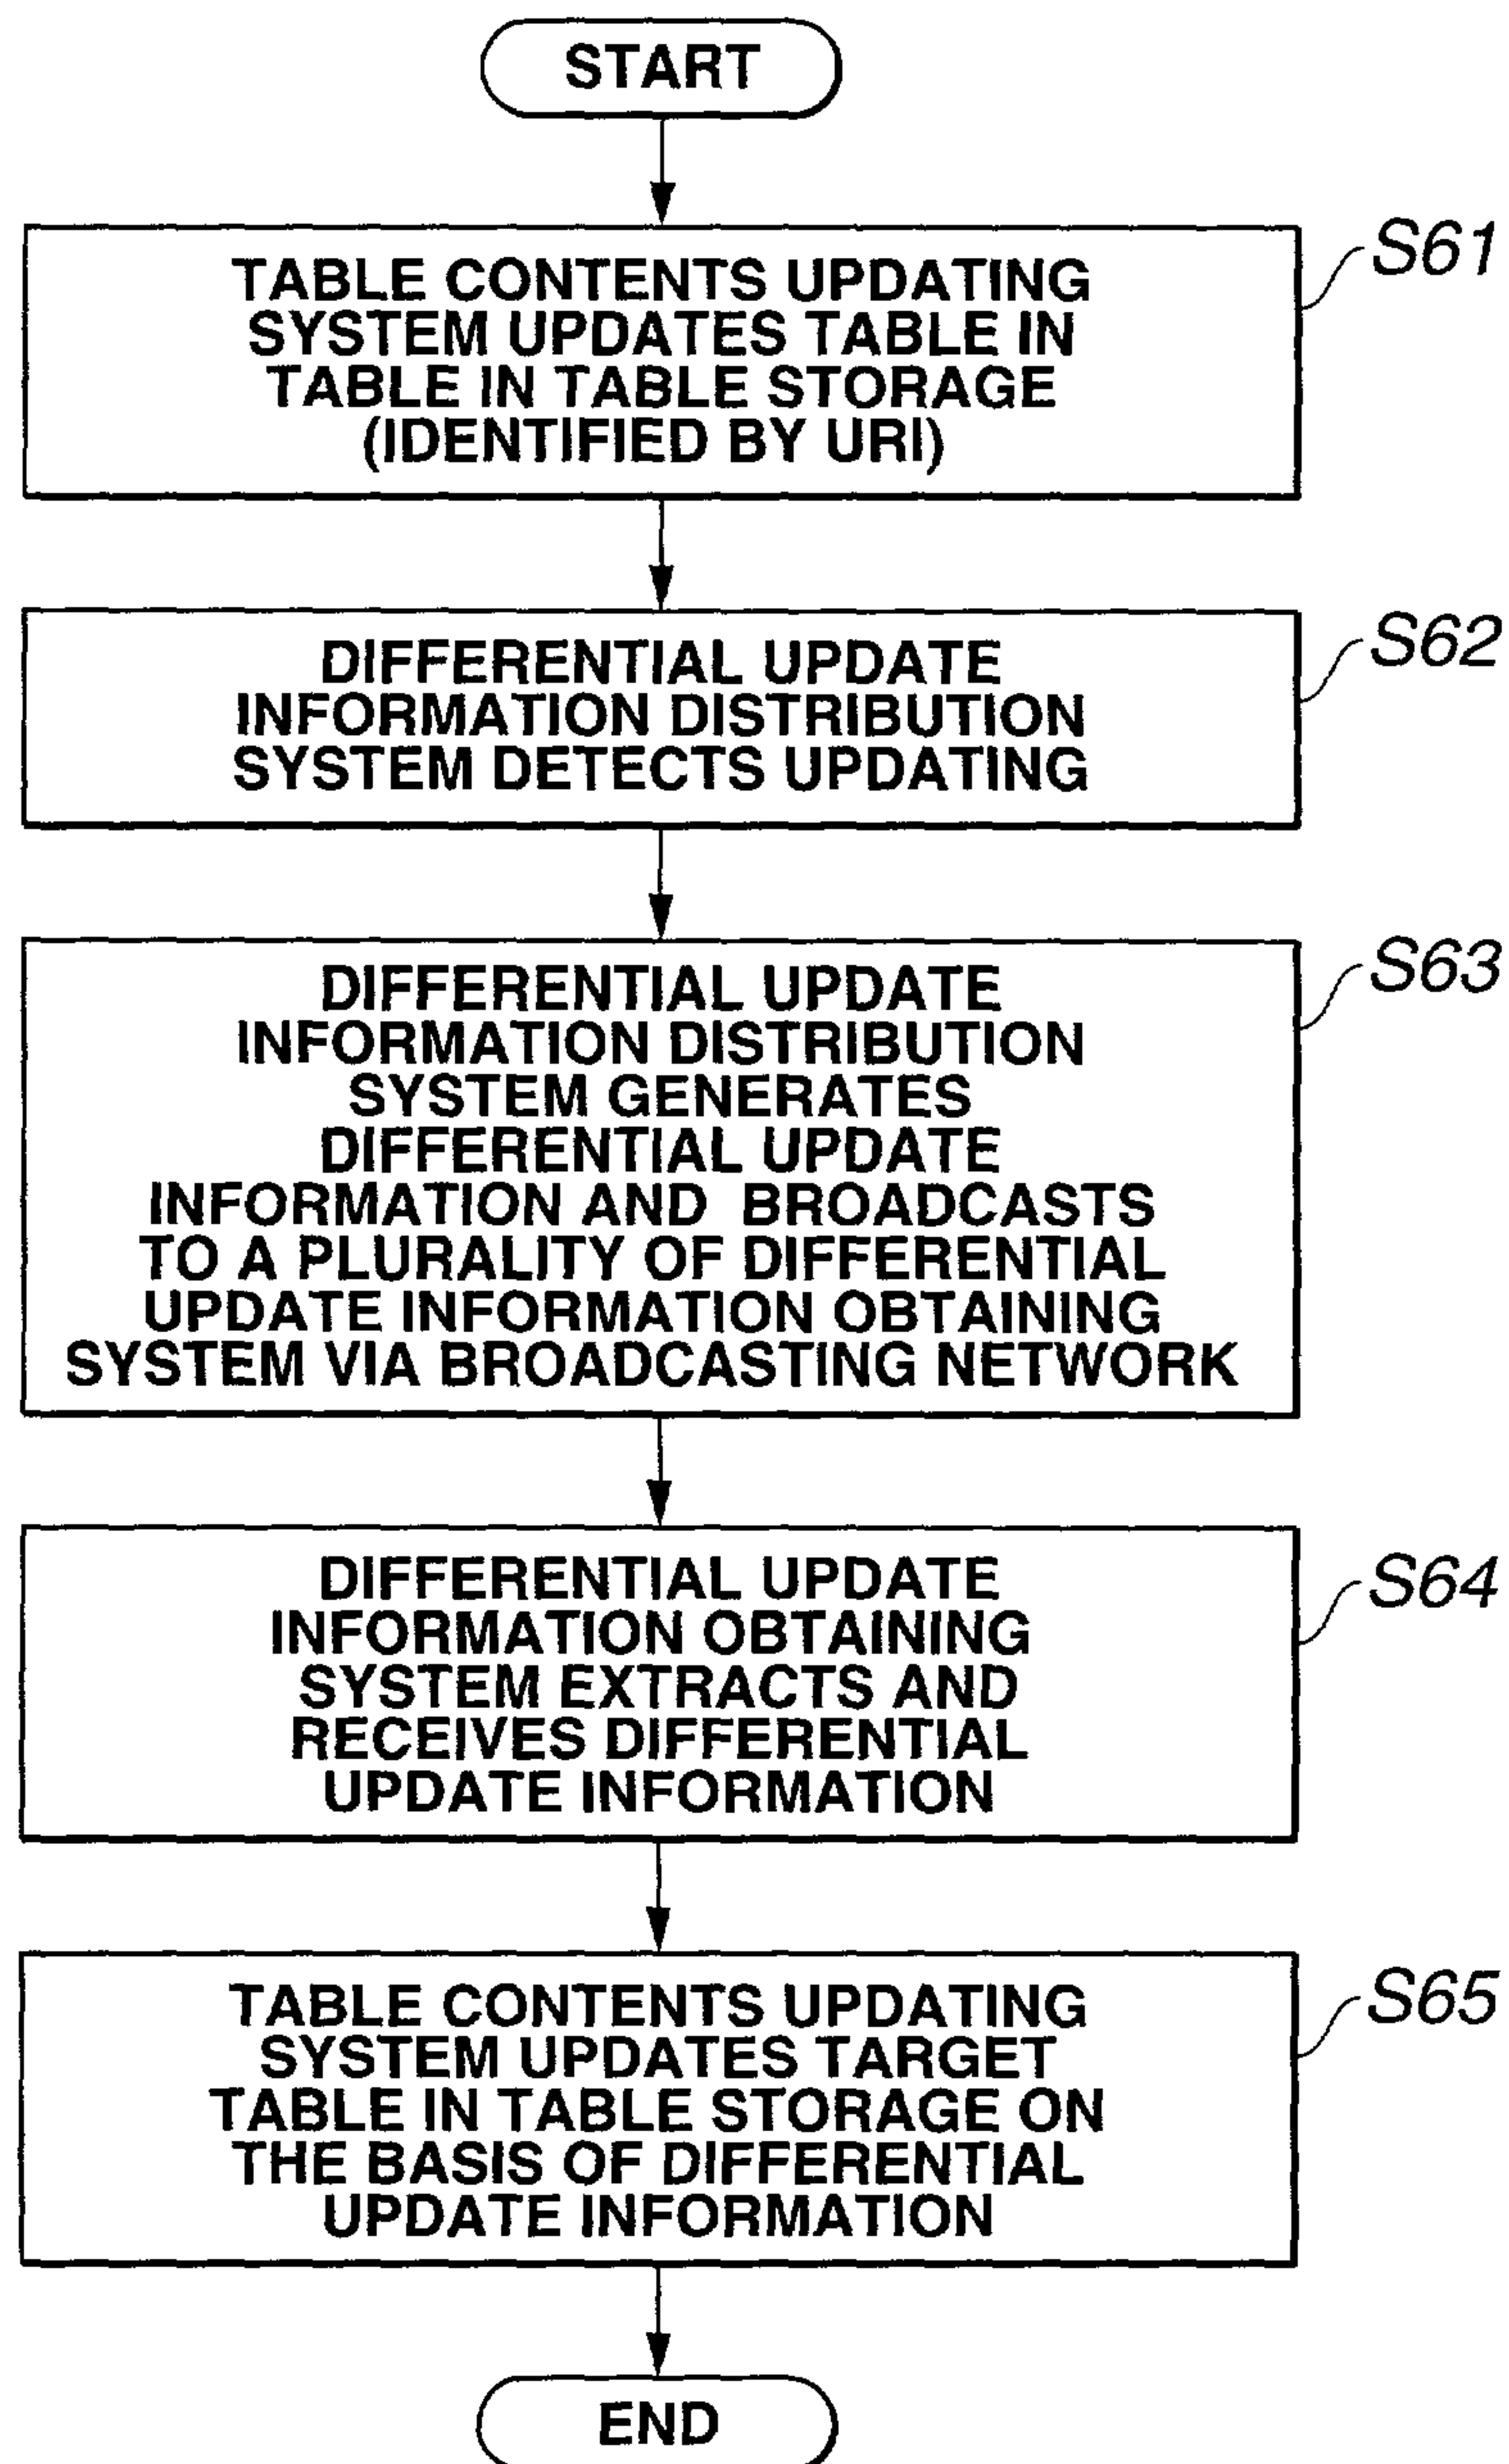 START
S61
TABLE CONTENTS UPDATING
SYSTEM UPDATES TABLE IN
TABLE IN TABLE STORAGE
(IDENTIFIED BY URI)
S62
DIFFERENTIAL UPDATE
INFORMATION DISTRIBUTION
SYSTEM DETECTS UPDATING
S63
DIFFERENTIAL UPDATE
INFORMATION DISTRIBUTION
SYSTEM GENERATES
DIFFERENTIAL UPDATE
INFORMATION AND BROADCASTS
TO A PLURALITY OF DIFFERENTIAL
UPDATE INFORMATION OBTAINING
SYSTEM VIA BROADCASTING NETWORK
S64
DIFFERENTIAL UPDATE
INFORMATION OBTAINING
SYSTEM EXTRACTS AND
RECEIVES DIFFERENTIAL
UPDATE INFORMATION
S65
TABLE CONTENTS UPDATING
SYSTEM UPDATES TARGET
TABLE IN TABLE STORAGE ON
THE BASIS OF DIFFERENTIAL
UPDATE INFORMATION
END